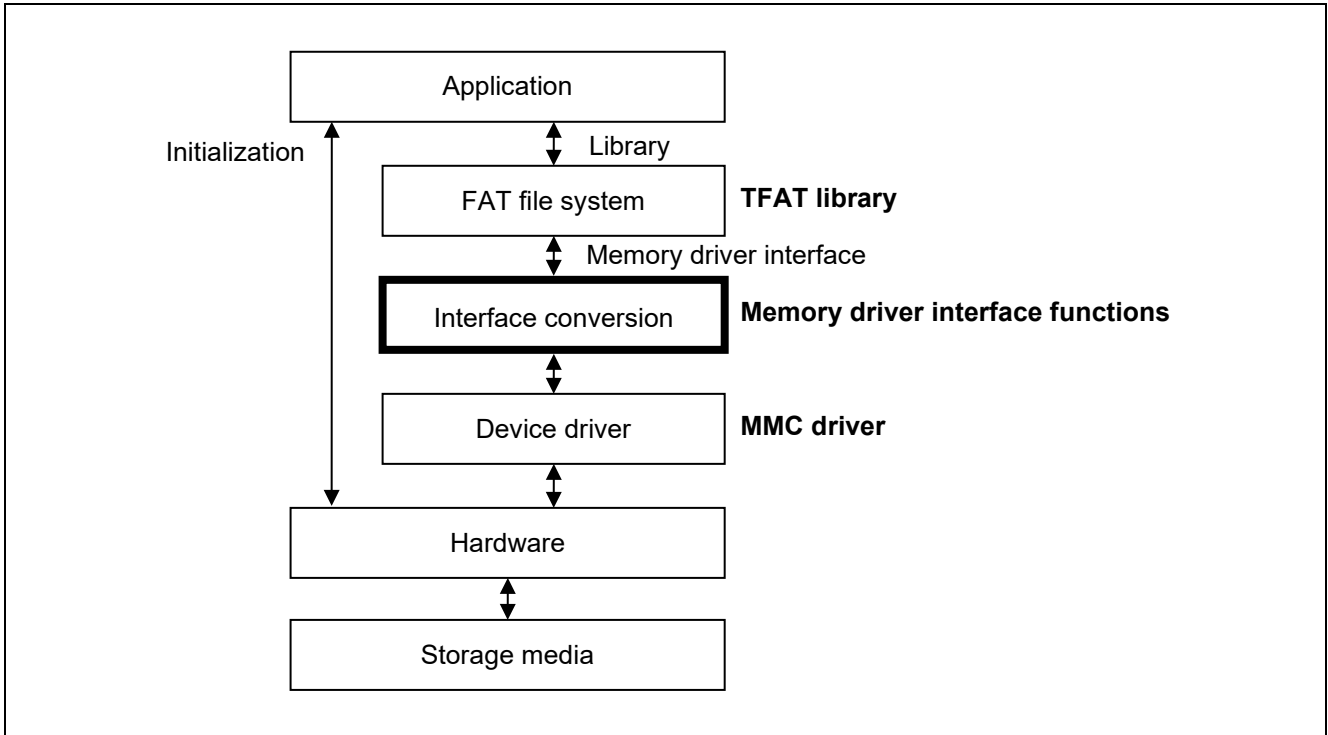 Application
Initialization
Library
FAT file system
TFAT library
Memory driver interface
Interface conversion
Memory driver interface functions
Device driver
MMC driver
Hardware
Storage media